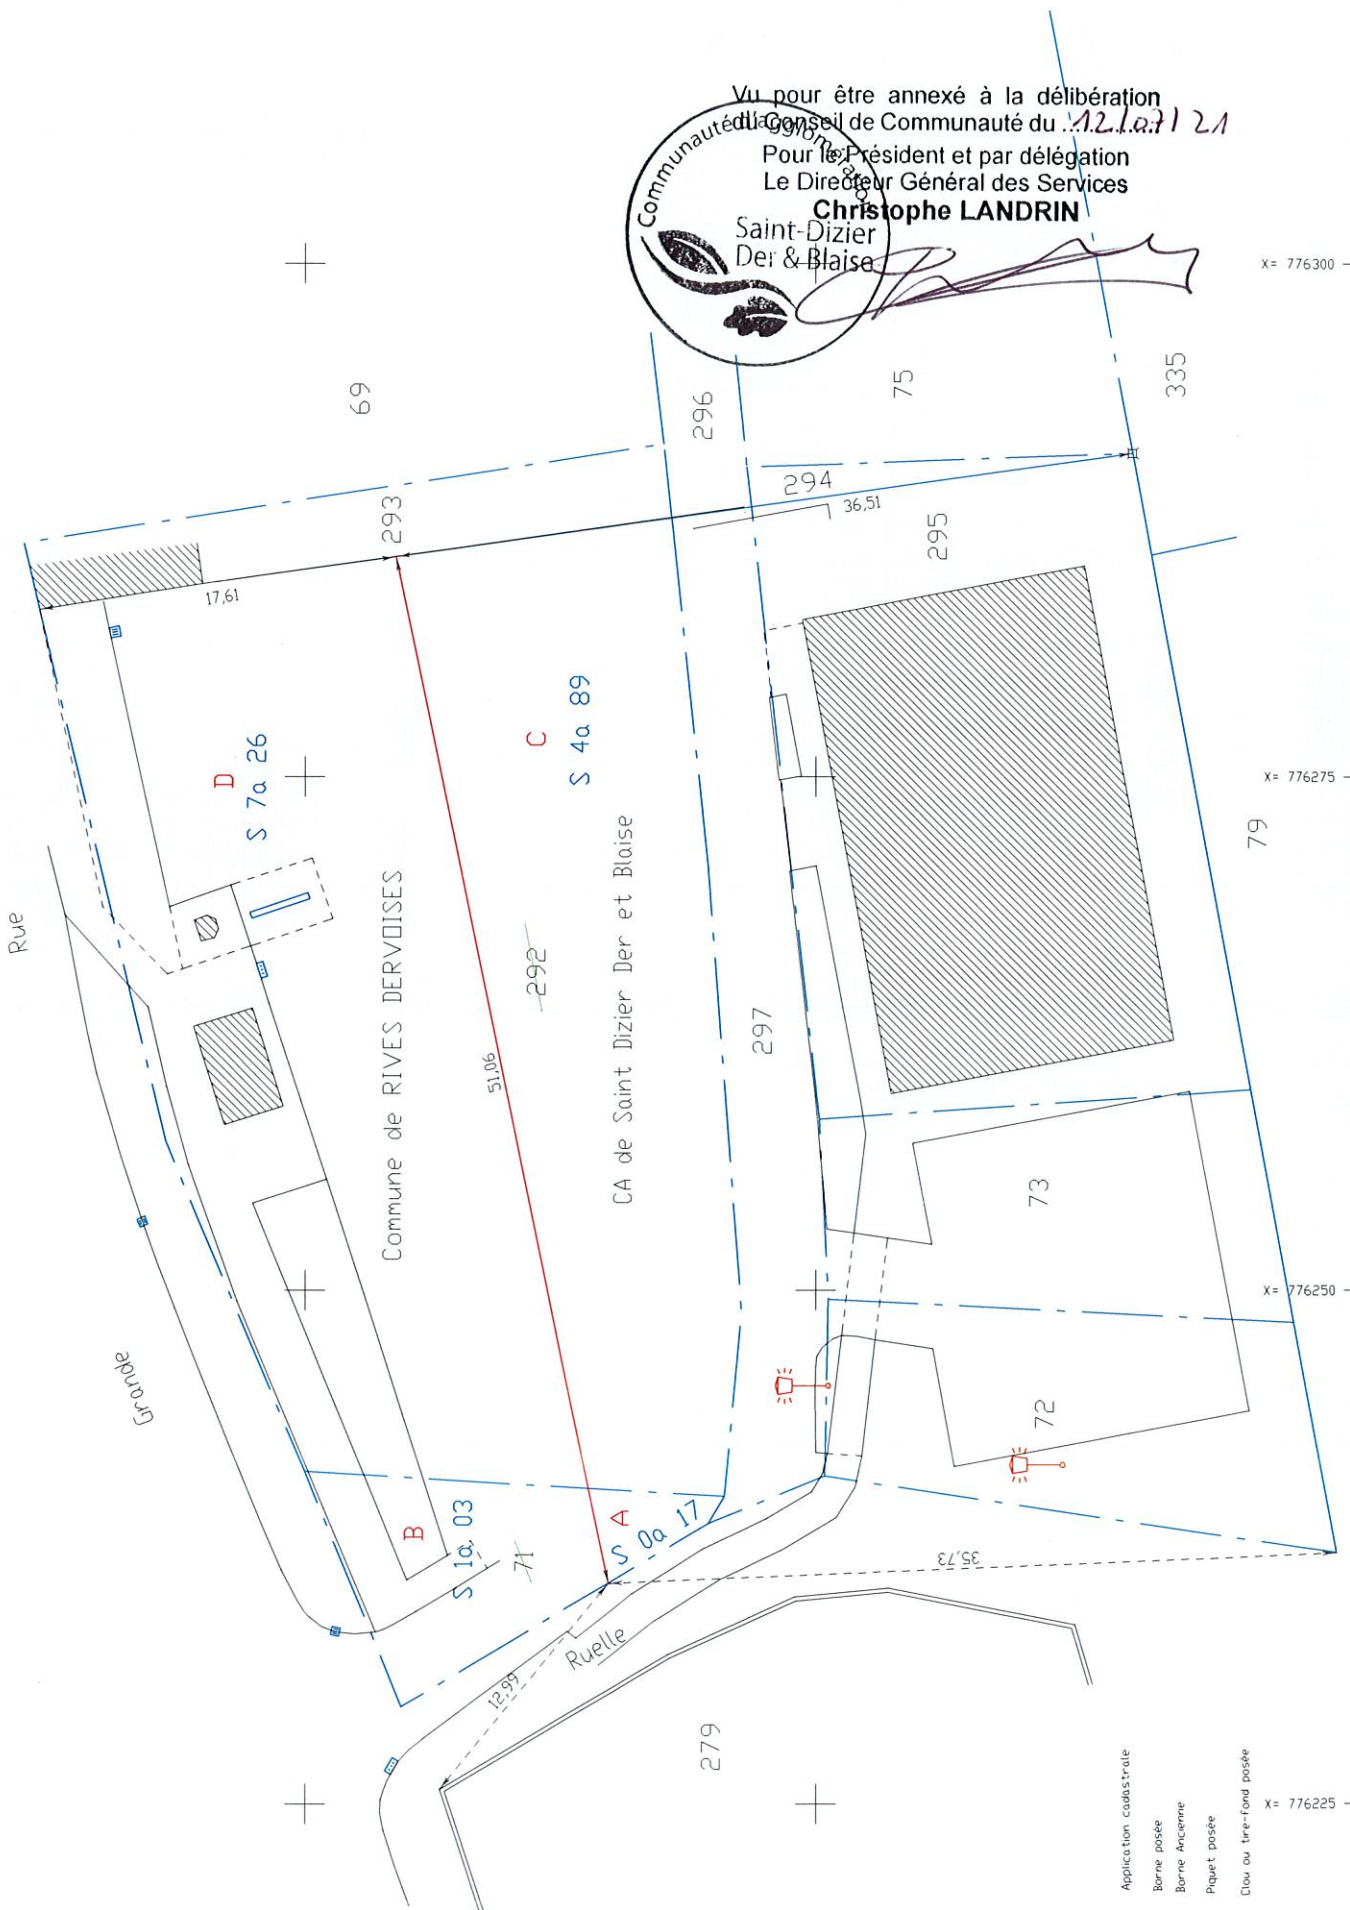 Vu pour être annexé à la délibération
du Conseil de Communauté du 12/07/21
Pour le Président et par délégation
Le Directeur Général des Services
Christophe LANDRIN
Communauté d'Agglomération
Saint-Dizier
Der & Blaise
X= 776300
69
296
75
335
293
294
36,51
295
17,61
D
S 7a 26
C
S 4a 89
X= 776275
79
Rue
Commune de RIVES DERVOISES
292
CA de Saint Dizier Der et Blaise
297
51,06
73
X= 776250
Grande
72
B
S 1a 03
71
A
S 0a 17
35,73
Ruelle
12,99
279
X= 776225
Application cadastrale
Borne posée
Borne Ancienne
Piquet posée
Clou ou tire-fond posée